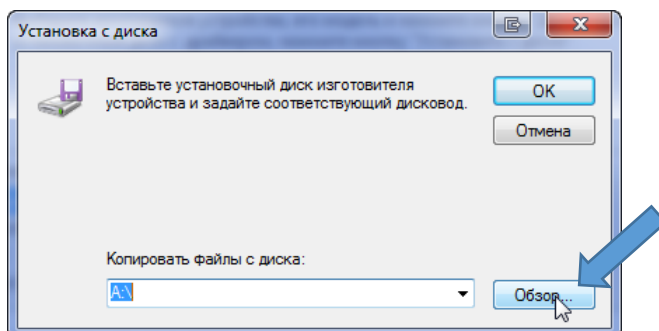 Установка с диска
Вставьте установочный диск изготовителя
устройства и задайте соответствующий дисковод.
OK
Отмена
Копировать файлы с диска:
A:\
Обзор...